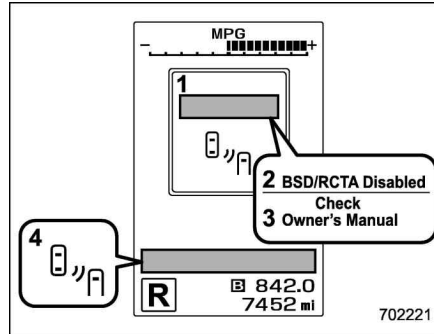 MPG
- +
1
2 BSD/RCTA Disabled
Check
3 Owner's Manual
4
R
B 842.0
7452 mi
702221